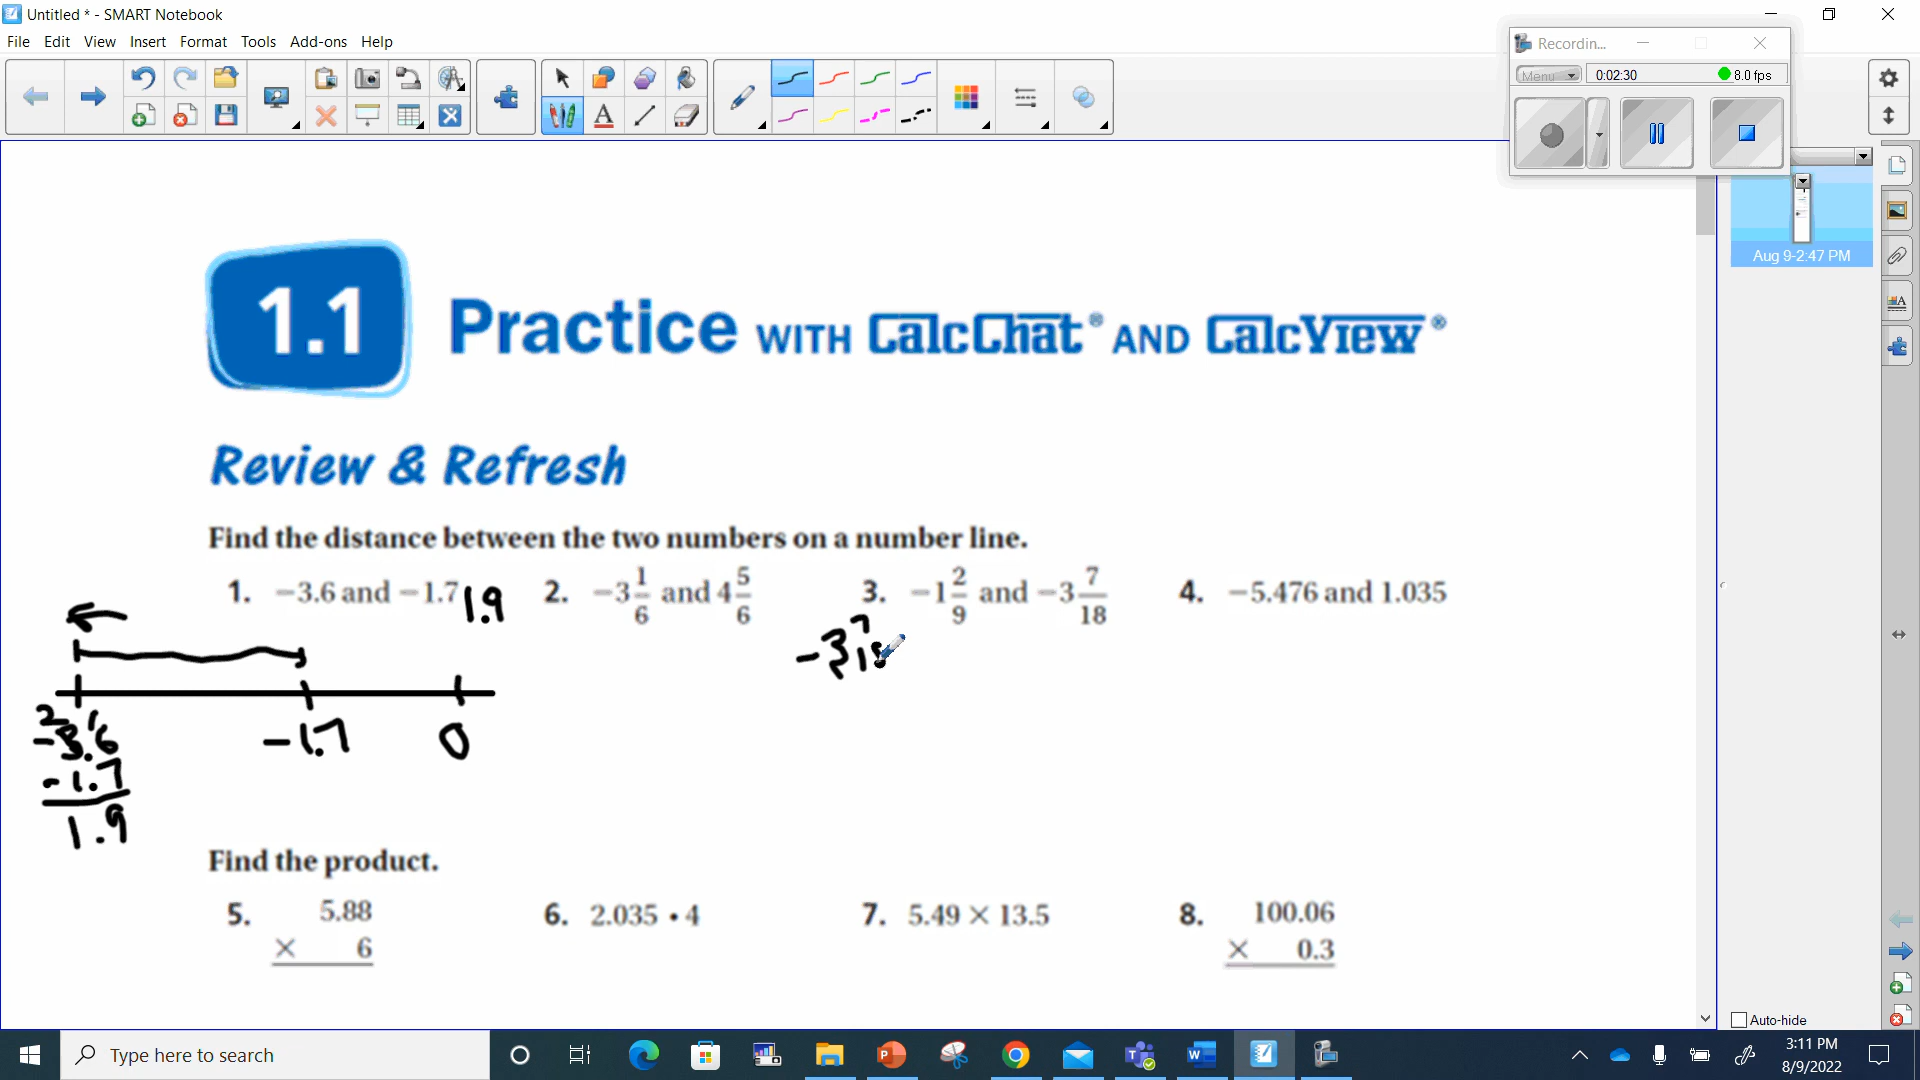 Untitled * - SMART Notebook
File Edit View Insert Format Tools Add-ons Help
Recordin...
Menu 0:02:30 8.0 fps
Aug 9-2:47 PM
1.1 Practice WITH CalcChat® AND CalcView®
Review & Refresh
Find the distance between the two numbers on a number line.
1. −3.6 and −1.7 1.9
2. −3 1/6 and 4 5/6
3. −1 2/9 and −3 7/18
4. −5.476 and 1.035
-3 7/18
2 1
-3.6 -1.7 0
-1.7
1.9
Find the product.
5. 5.88 × 6
6. 2.035 • 4
7. 5.49 × 13.5
8. 100.06 × 0.3
Auto-hide
Type here to search
3:11 PM
8/9/2022